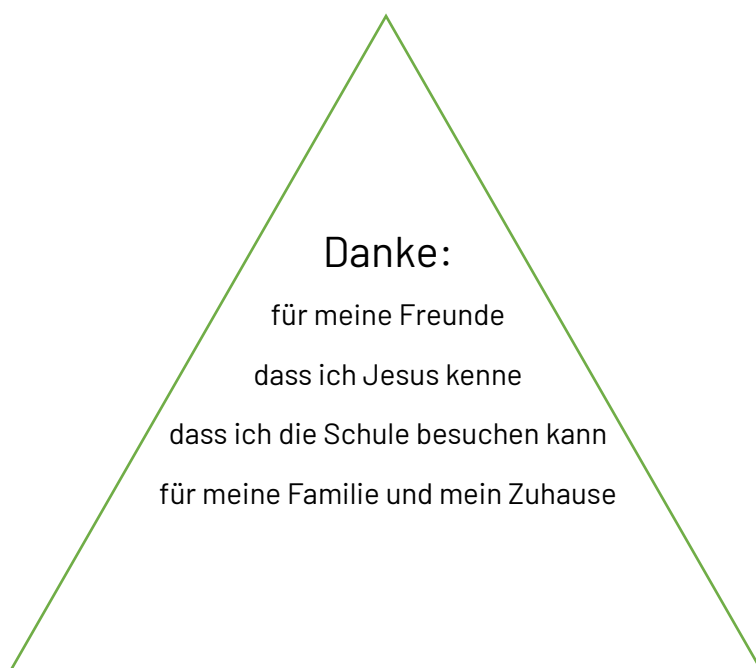 Danke:
für meine Freunde
dass ich Jesus kenne
dass ich die Schule besuchen kann
für meine Familie und mein Zuhause